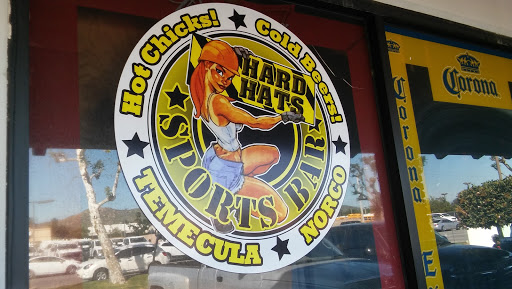 Hot Chicks! Cold Beers!
HARD
HATS
SPORTS BAR
TEMECULA NORCO
Corona
Corona
E